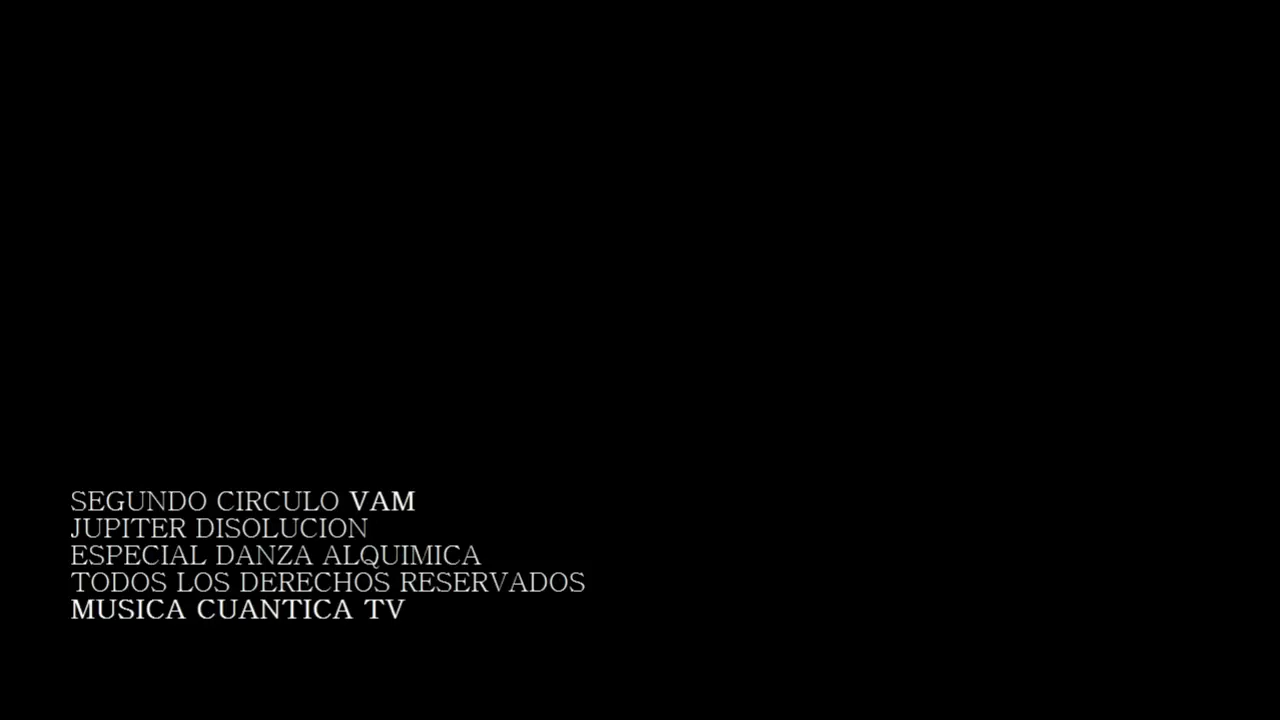 SEGUNDO CIRCULO VAM
JUPITER DISOLUCION
ESPECIAL DANZA ALQUIMICA
TODOS LOS DERECHOS RESERVADOS
MUSICA CUANTICA TV